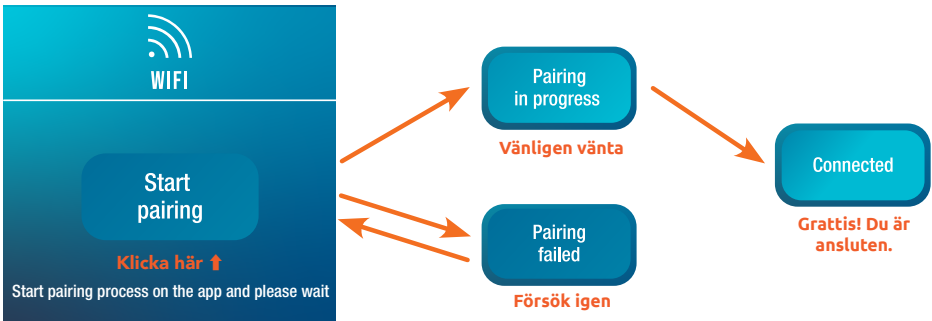 WIFI
Start
pairing
Klicka här ⬆
Start pairing process on the app and please wait
Pairing
in progress
Vänligen vänta
Pairing
failed
Försök igen
Connected
Grattis! Du är
ansluten.